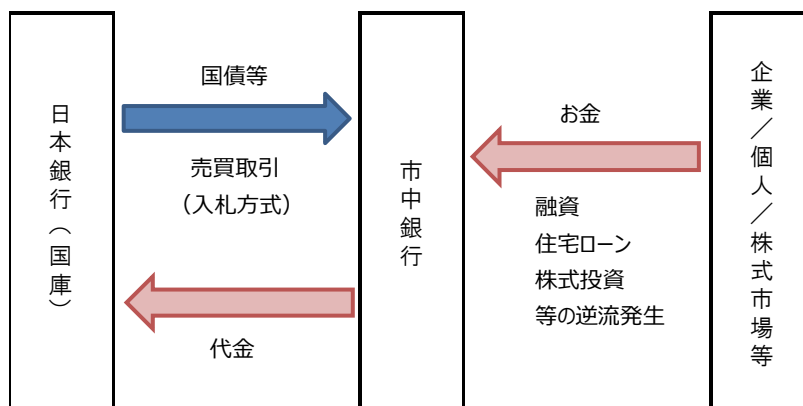 日本銀行（国庫）
国債等
売買取引
（入札方式）
代金
市中銀行
お金
融資
住宅ローン
株式投資
等の逆流発生
企業／個人／株式市場等